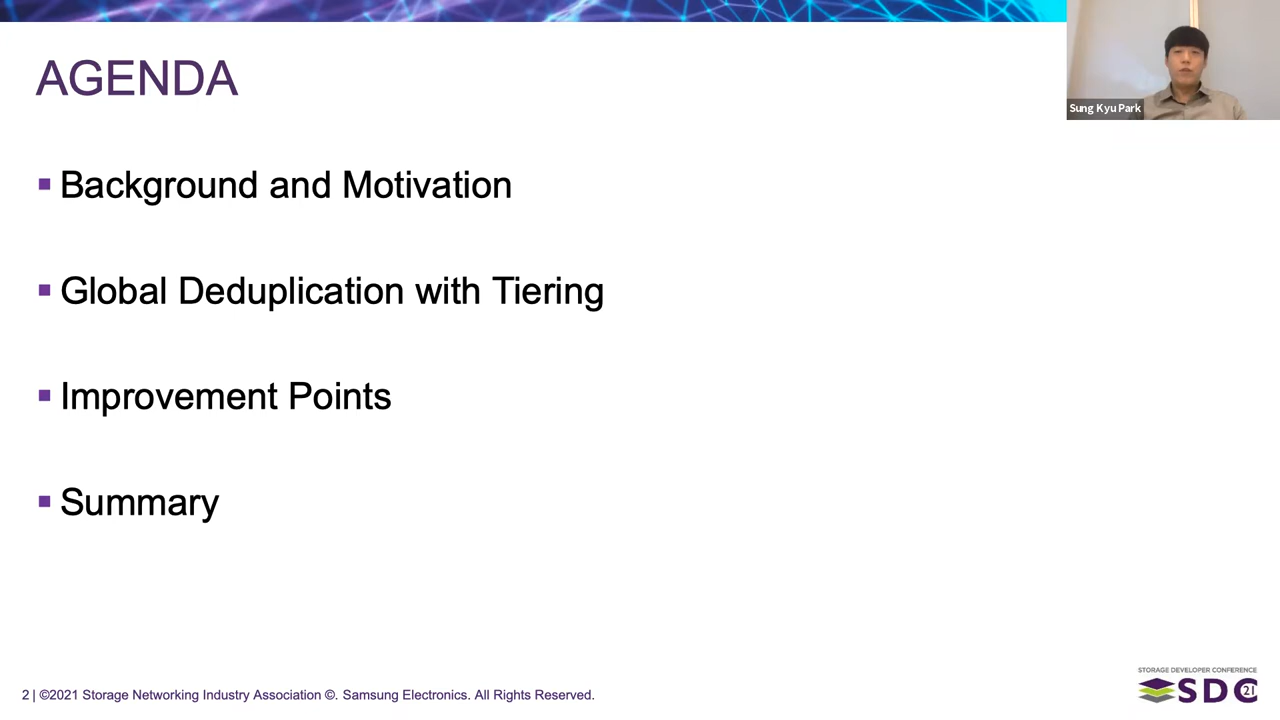 AGENDA
Sung Kyu Park
▪ Background and Motivation
▪ Global Deduplication with Tiering
▪ Improvement Points
▪ Summary
2 | ©2021 Storage Networking Industry Association ©. Samsung Electronics. All Rights Reserved.
STORAGE DEVELOPER CONFERENCE
SDC 21